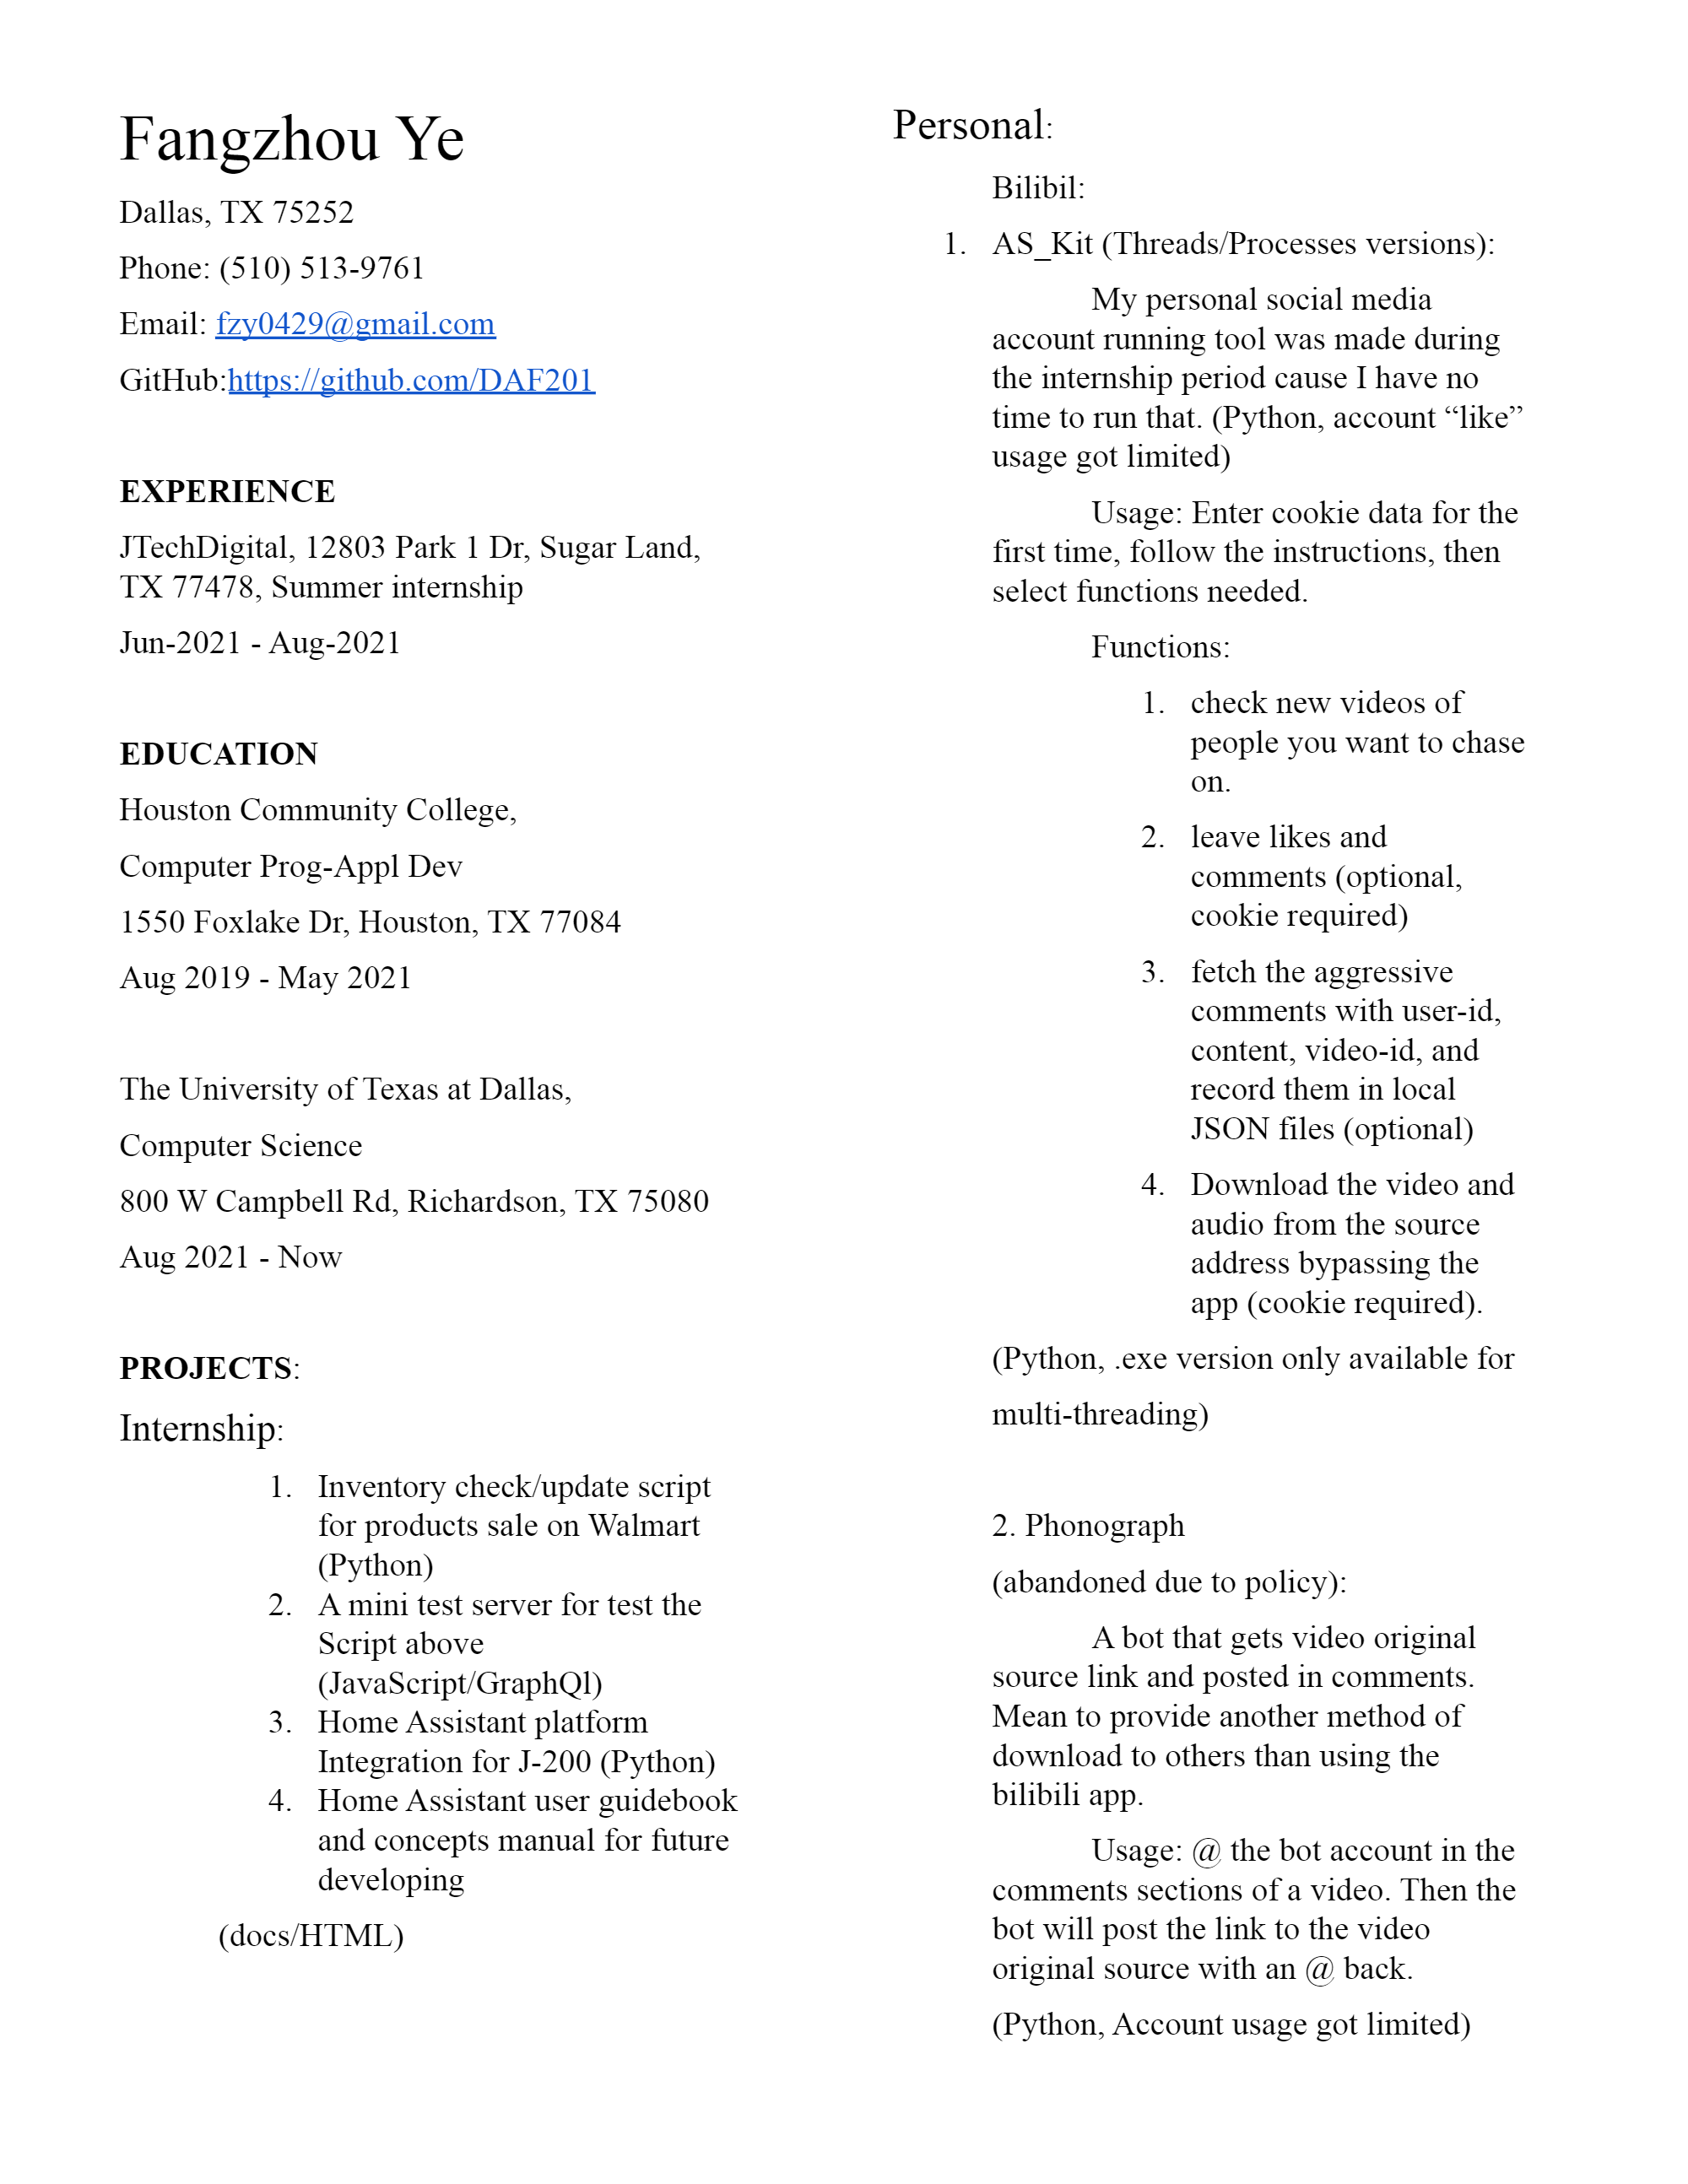 Fangzhou Ye
Dallas, TX 75252
Phone: (510) 513-9761
Email: fzy0429@gmail.com
GitHub:https://github.com/DAF201
EXPERIENCE
JTechDigital, 12803 Park 1 Dr, Sugar Land,
TX 77478, Summer internship
Jun-2021 - Aug-2021
EDUCATION
Houston Community College,
Computer Prog-Appl Dev
1550 Foxlake Dr, Houston, TX 77084
Aug 2019 - May 2021
The University of Texas at Dallas,
Computer Science
800 W Campbell Rd, Richardson, TX 75080
Aug 2021 - Now
PROJECTS:
Internship:
1. Inventory check/update script
for products sale on Walmart
(Python)
2. A mini test server for test the
Script above
(JavaScript/GraphQl)
3. Home Assistant platform
Integration for J-200 (Python)
4. Home Assistant user guidebook
and concepts manual for future
developing
(docs/HTML)
Personal:
Bilibil:
1. AS_Kit (Threads/Processes versions):
My personal social media
account running tool was made during
the internship period cause I have no
time to run that. (Python, account “like”
usage got limited)
Usage: Enter cookie data for the
first time, follow the instructions, then
select functions needed.
Functions:
1. check new videos of
people you want to chase
on.
2. leave likes and
comments (optional,
cookie required)
3. fetch the aggressive
comments with user-id,
content, video-id, and
record them in local
JSON files (optional)
4. Download the video and
audio from the source
address bypassing the
app (cookie required).
(Python, .exe version only available for
multi-threading)
2. Phonograph
(abandoned due to policy):
A bot that gets video original
source link and posted in comments.
Mean to provide another method of
download to others than using the
bilibili app.
Usage: @ the bot account in the
comments sections of a video. Then the
bot will post the link to the video
original source with an @ back.
(Python, Account usage got limited)